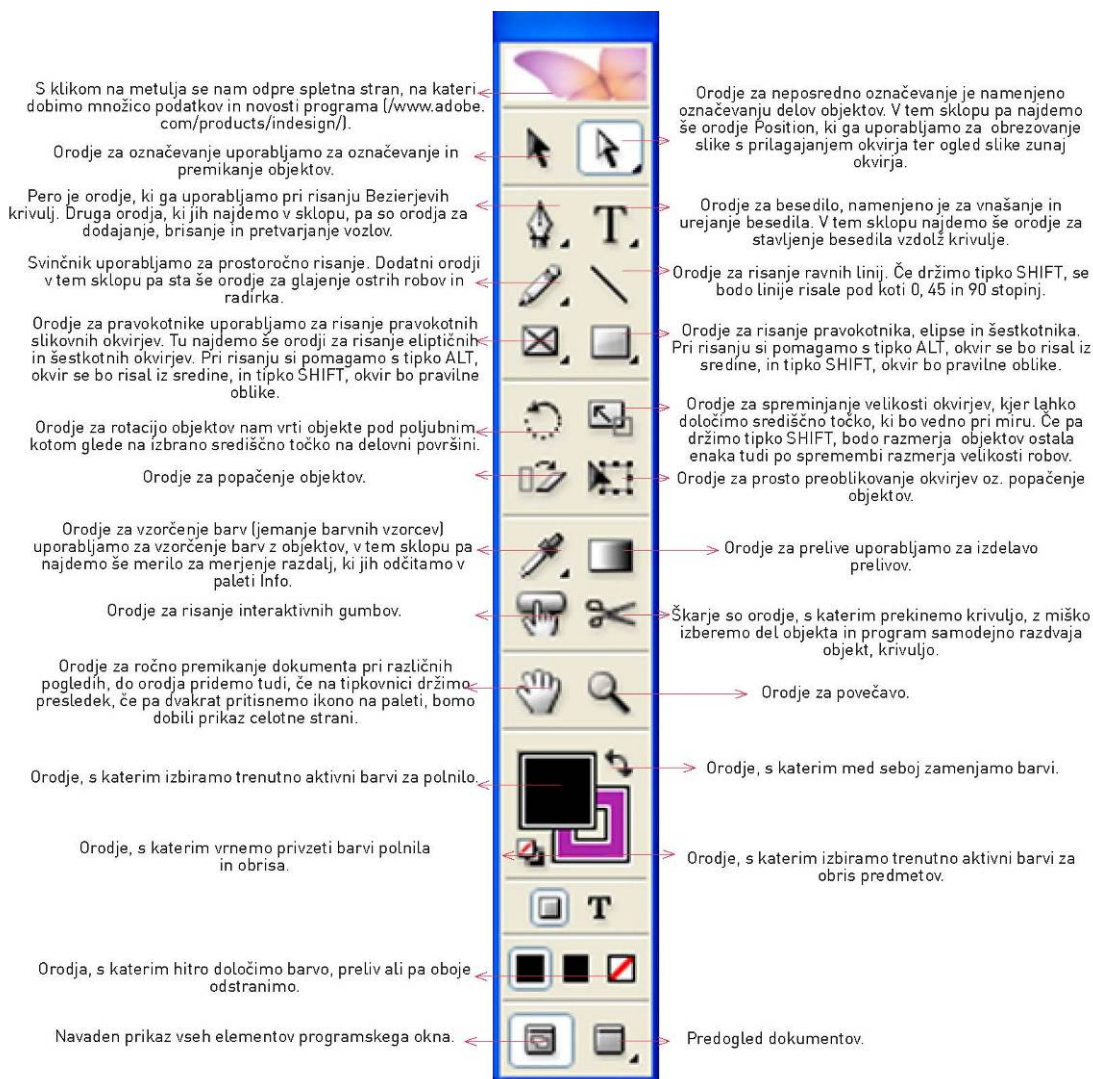 S klikom na metulja se nam odpre spletna stran, na kateri
dobimo množico podatkov in novosti programa (/www.adobe.
com/products/indesign/).
Orodje za neposredno označevanje je namenjeno
označevanju delov objektov. V tem sklopu pa najdemo
še orodje Position, ki ga uporabljamo za obrezovanje
slike s prilagajanjem okvirja ter ogled slike zunaj
okvirja.
Orodje za označevanje uporabljamo za označevanje in
premikanje objektov.
Pero je orodje, ki ga uporabljamo pri risanju Bezierjevih
krivulj. Druga orodja, ki jih najdemo v sklopu, pa so orodja za
dodajanje, brisanje in pretvarjanje vozlov.
Orodje za besedilo, namenjeno je za vnašanje in
urejanje besedila. V tem sklopu najdemo še orodje za
stavljenje besedila vzdolž krivulje.
Svinčnik uporabljamo za prostoročno risanje. Dodatni orodji
v tem sklopu pa sta še orodje za glajenje ostrih robov in
radirka.
Orodje za risanje ravnih linij. Če držimo tipko SHIFT, se
bodo linije risale pod koti 0, 45 in 90 stopinj.
Orodje za pravokotnike uporabljamo za risanje pravokotnih
slikovnih okvirjev. Tu najdemo še orodji za risanje eliptičnih
in šestkotnih okvirjev. Pri risanju si pomagamo s tipko ALT,
okvir se bo risal iz sredine, in tipko SHIFT, okvir bo pravilne
oblike.
Orodje za risanje pravokotnika, elipse in šestkotnika.
Pri risanju si pomagamo s tipko ALT, okvir se bo risal iz
sredine, in tipko SHIFT, okvir bo pravilne oblike.
Orodje za rotacijo objektov nam vrti objekte pod poljubnim
kotom glede na izbrano središčno točko na delovni površini.
Orodje za spreminjanje velikosti okvirjev, kjer lahko
določimo središčno točko, ki bo vedno pri miru. Če pa
držimo tipko SHIFT, bodo razmerja objektov ostala
enaka tudi po spremembi razmerja velikosti robov.
Orodje za popačenje objektov.
Orodje za prosto preoblikovanje okvirjev oz. popačenje
objektov.
Orodje za vzorčenje barv (jemanje barvnih vzorcev)
uporabljamo za vzorčenje barv z objektov, v tem sklopu pa
najdemo še merilo za merjenje razdalj, ki jih odčitamo v
paleti Info.
Orodje za prelive uporabljamo za izdelavo
prelivov.
Orodje za risanje interaktivnih gumbov.
Škarje so orodje, s katerim prekinemo krivuljo, z miško
izberemo del objekta in program samodejno razdvaja
objekt, krivuljo.
Orodje za ročno premikanje dokumenta pri različnih
pogledih, do orodja pridemo tudi, če na tipkovnici držimo
presledek, če pa dvakrat pritisnemo ikono na paleti, bomo
dobili prikaz celotne strani.
Orodje za povečavo.
Orodje, s katerim izbiramo trenutno aktivni barvi za polnilo.
Orodje, s katerim med seboj zamenjamo barvi.
Orodje, s katerim vrnemo privzeti barvi polnila
in obrisa.
Orodje, s katerim izbiramo trenutno aktivni barvi za
obris predmetov.
Orodja, s katerim hitro določimo barvo, preliv ali pa oboje
odstranimo.
Navaden prikaz vseh elementov programskega okna.
Predogled dokumentov.